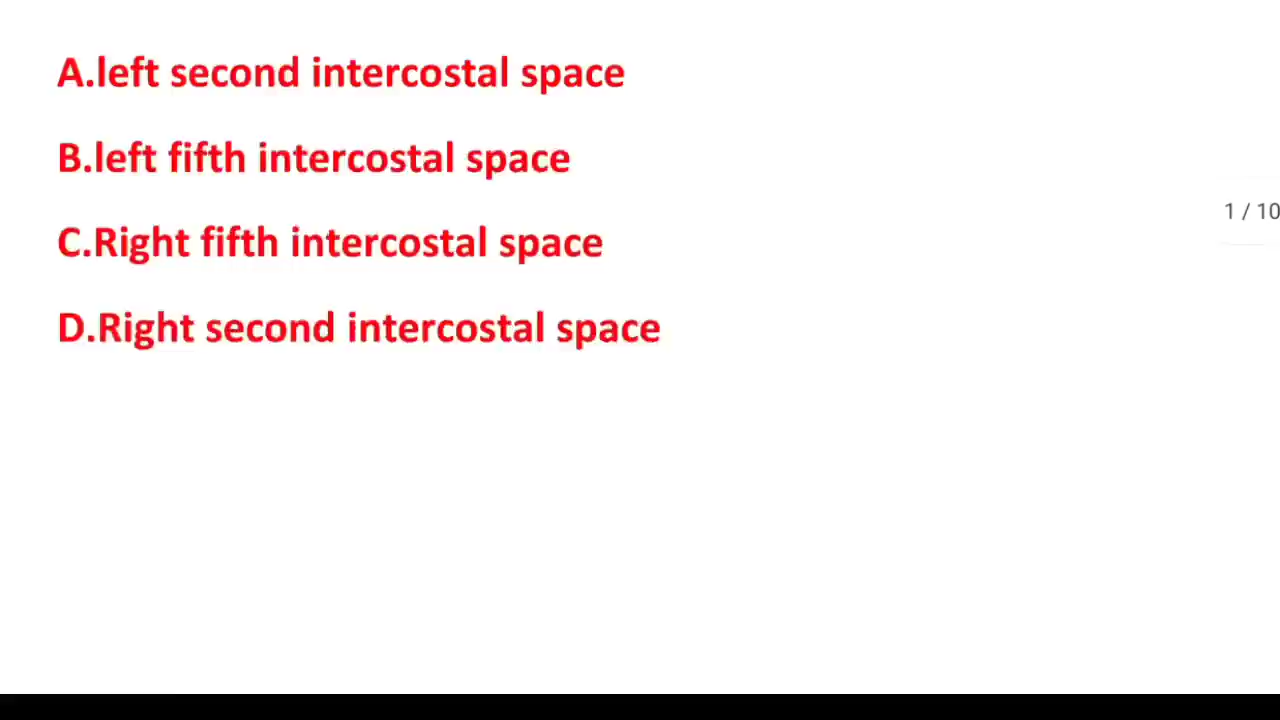 A.left second intercostal space
B.left fifth intercostal space
1 / 10
C.Right fifth intercostal space
D.Right second intercostal space